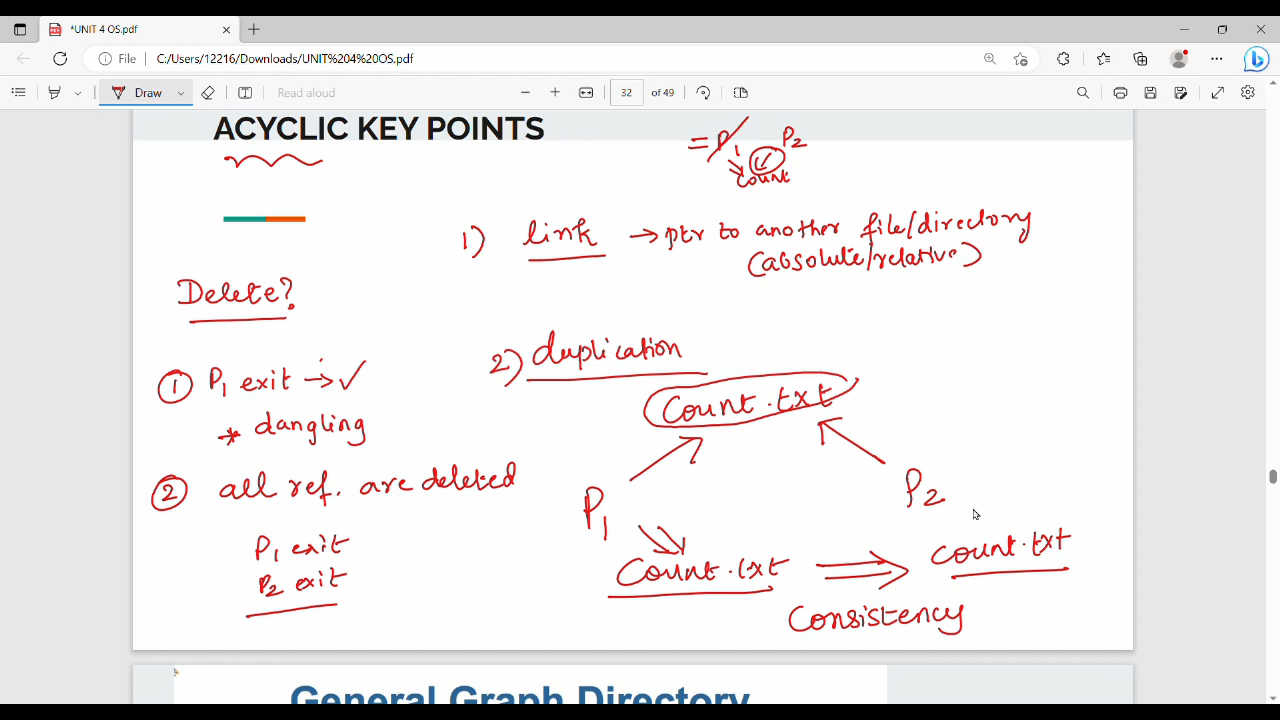 *UNIT 4 OS.pdf
File C:/Users/12216/Downloads/UNIT%204%20OS.pdf
Draw Read aloud 32 of 49
ACYCLIC KEY POINTS
= P1 P2
count
1) link → ptr to another file/directory
(absolute/relative)
Delete?
2) duplication
① P1 exit → ✓
count.txt
* dangling
② all ref. are deleted
P1 P2
P1 exit
P2 exit
count.txt ⇒ count.txt
Consistency
General Graph Directory